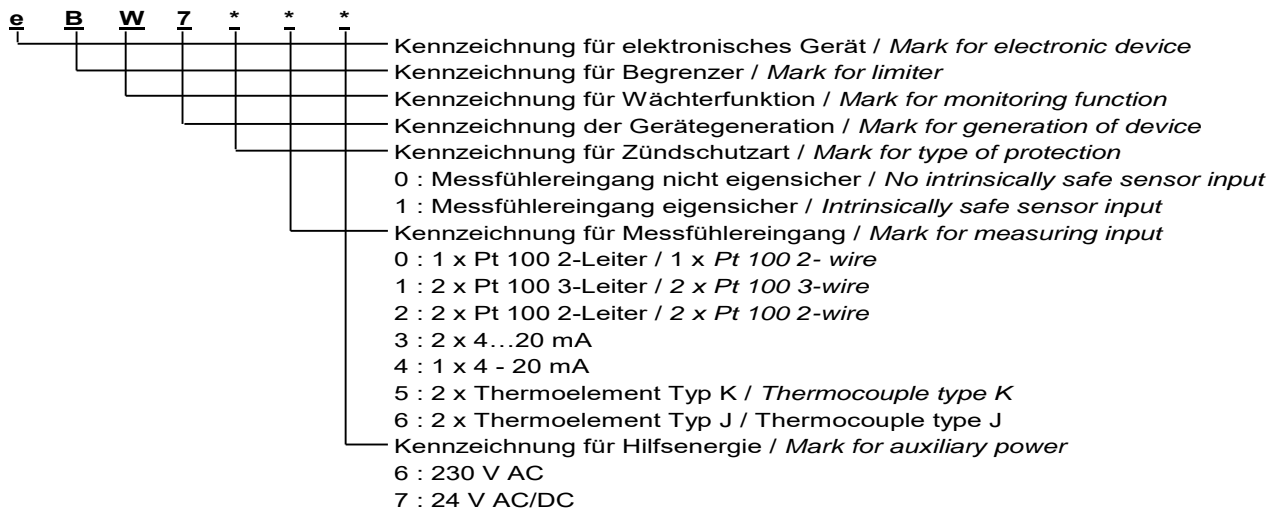 e B W 7 * * *
Kennzeichnung für elektronisches Gerät / Mark for electronic device
Kennzeichnung für Begrenzer / Mark for limiter
Kennzeichnung für Wächterfunktion / Mark for monitoring function
Kennzeichnung der Gerätegeneration / Mark for generation of device
Kennzeichnung für Zündschutzart / Mark for type of protection
0 : Messfühlereingang nicht eigensicher / No intrinsically safe sensor input
1 : Messfühlereingang eigensicher / Intrinsically safe sensor input
Kennzeichnung für Messfühlereingang / Mark for measuring input
0 : 1 x Pt 100 2-Leiter / 1 x Pt 100 2- wire
1 : 2 x Pt 100 3-Leiter / 2 x Pt 100 3-wire
2 : 2 x Pt 100 2-Leiter / 2 x Pt 100 2-wire
3 : 2 x 4…20 mA
4 : 1 x 4 - 20 mA
5 : 2 x Thermoelement Typ K / Thermocouple type K
6 : 2 x Thermoelement Typ J / Thermocouple type J
Kennzeichnung für Hilfsenergie / Mark for auxiliary power
6 : 230 V AC
7 : 24 V AC/DC